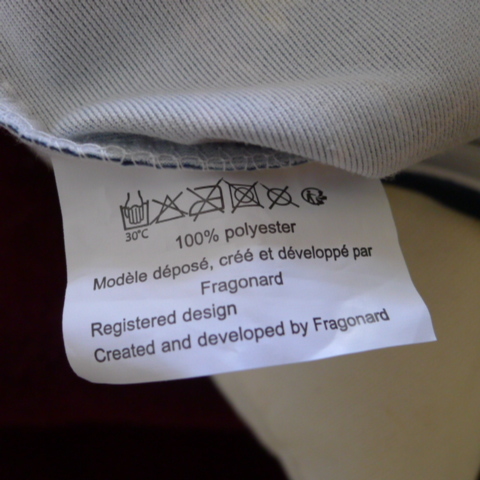 30°C
100% polyester
Modèle déposé, créé et développé par
Fragonard
Registered design
Created and developed by Fragonard